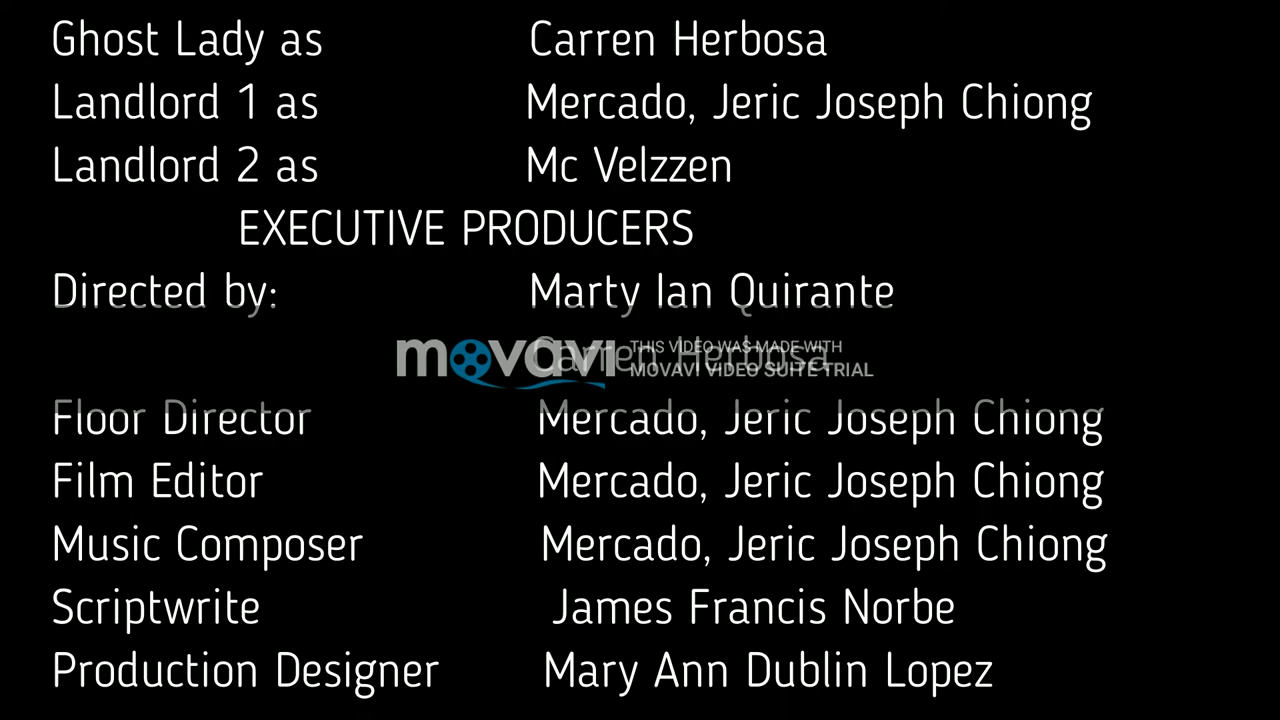 Ghost Lady as Carren Herbosa
Landlord 1 as Mercado, Jeric Joseph Chiong
Landlord 2 as Mc Velzzen
EXECUTIVE PRODUCERS
Directed by: Marty Ian Quirante
Carren Herbosa
movavi THIS VIDEO WAS MADE WITH
MOVAVI VIDEO SUITE TRIAL
Floor Director Mercado, Jeric Joseph Chiong
Film Editor Mercado, Jeric Joseph Chiong
Music Composer Mercado, Jeric Joseph Chiong
Scriptwrite James Francis Norbe
Production Designer Mary Ann Dublin Lopez